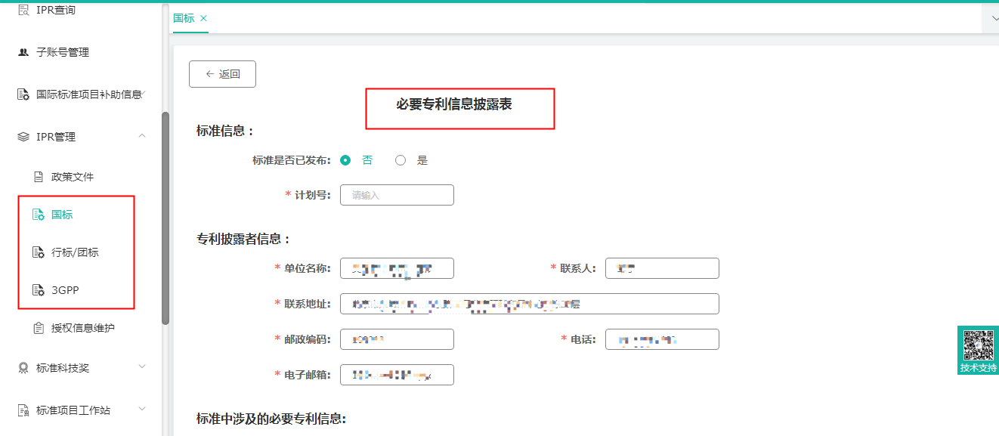 IPR查询
子账号管理
国际标准项目补助信息
IPR管理
政策文件
国标
行标/团标
3GPP
授权信息维护
标准科技奖
标准项目工作站
国标 ×
← 返回
必要专利信息披露表
标准信息：
标准是否已发布: 否 是
* 计划号: 请输入
专利披露者信息：
* 单位名称: * 联系人:
* 联系地址: 层
* 邮政编码: * 电话:
* 电子邮箱:
标准中涉及的必要专利信息:
技术支持